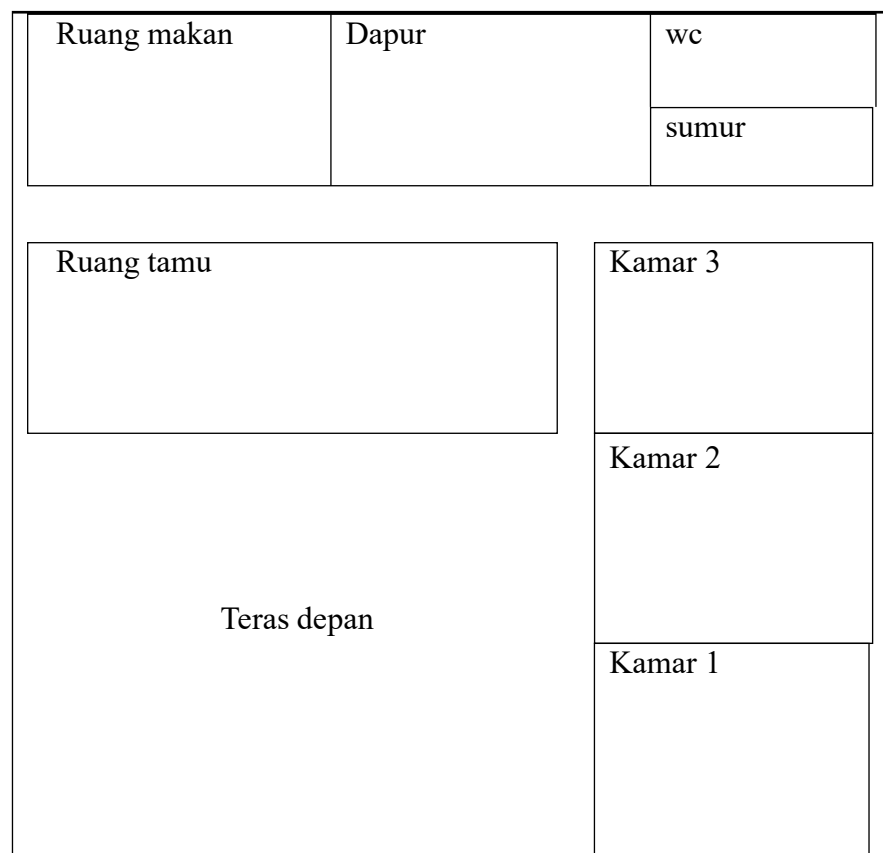 Ruang makan
Dapur
wc
sumur
Ruang tamu
Kamar 3
Kamar 2
Teras depan
Kamar 1